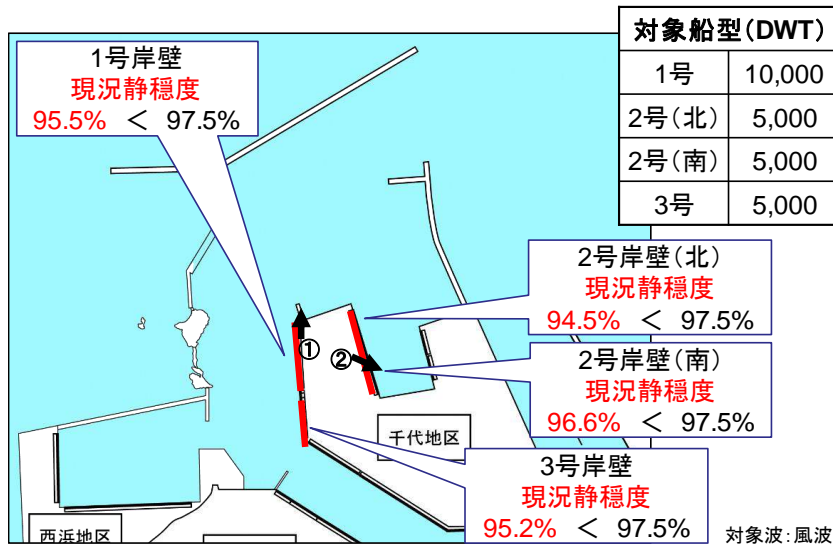 対象船型(DWT)
1号 10,000
2号(北) 5,000
2号(南) 5,000
3号 5,000
1号岸壁
現況静穏度
95.5% < 97.5%
2号岸壁(北)
現況静穏度
94.5% < 97.5%
①
②
2号岸壁(南)
現況静穏度
96.6% < 97.5%
千代地区
3号岸壁
現況静穏度
95.2% < 97.5%
西浜地区
対象波:風波